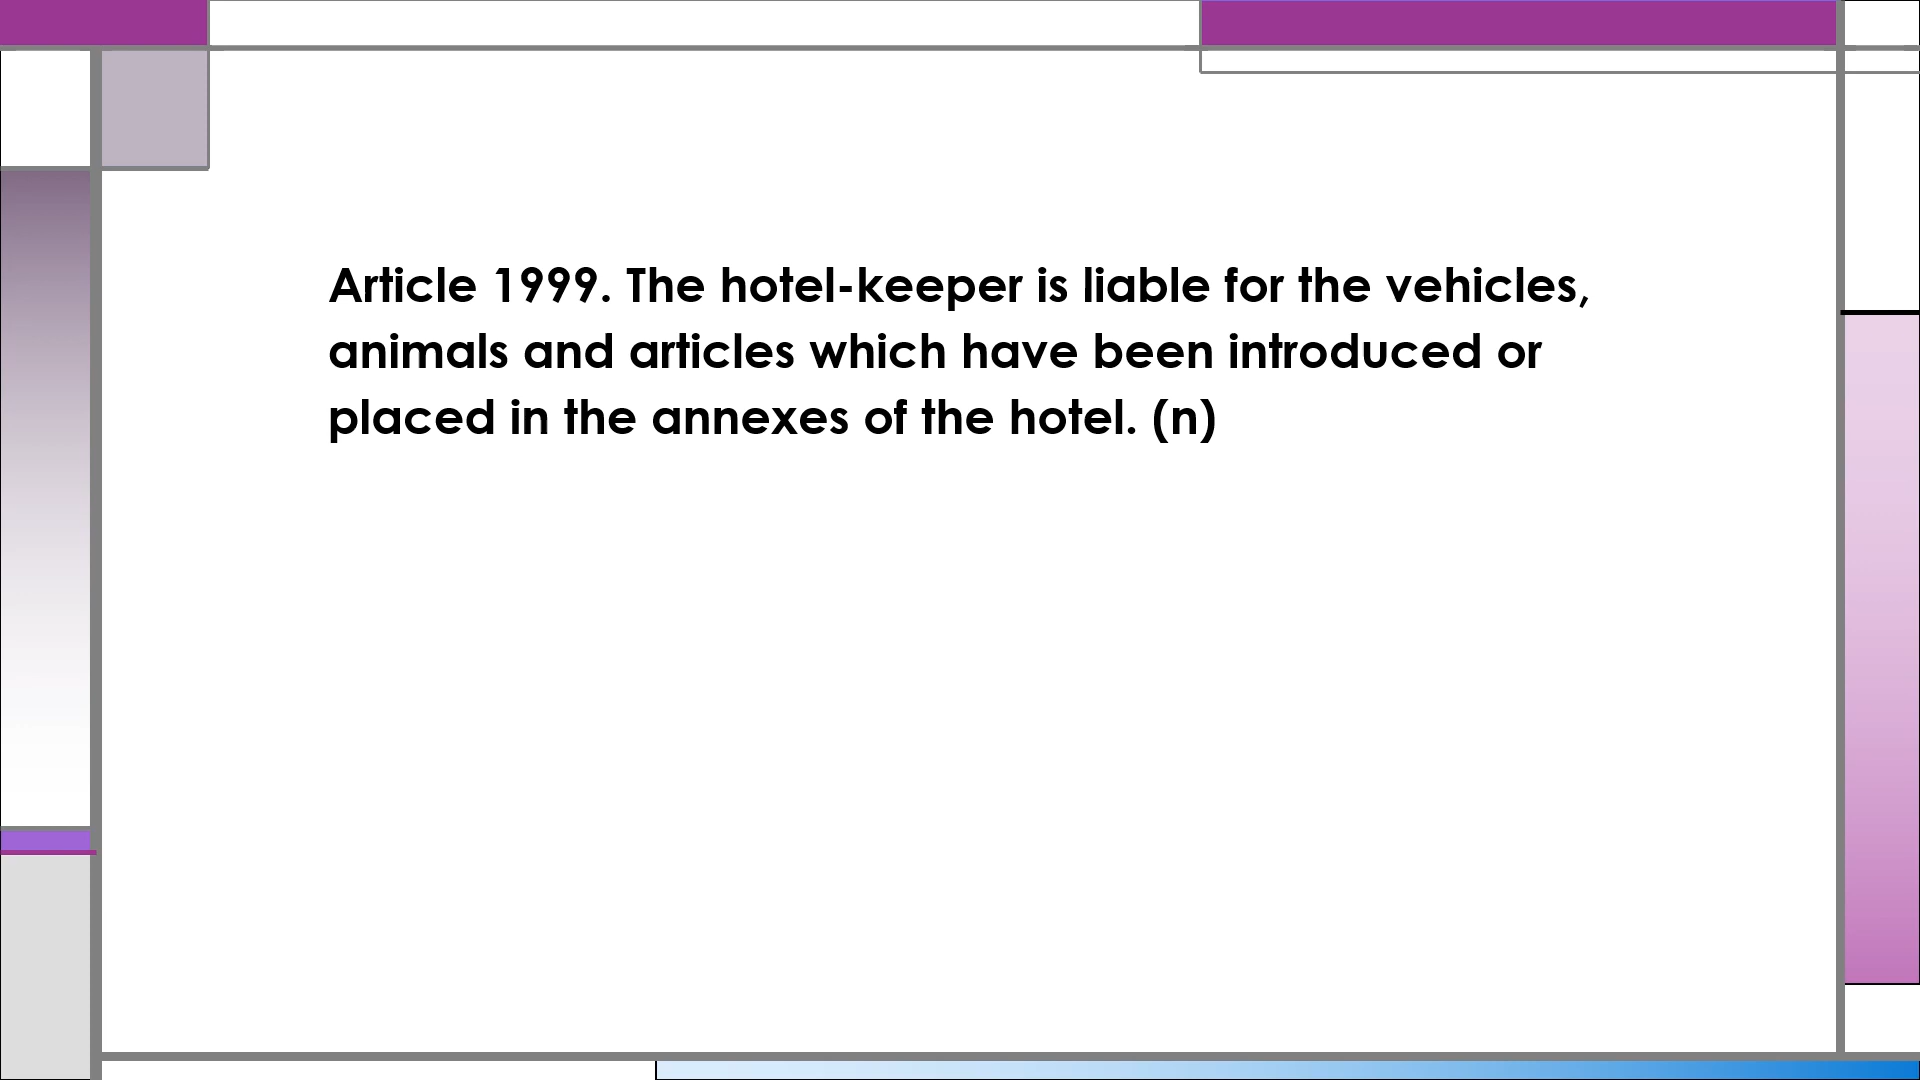 Article 1999. The hotel-keeper is liable for the vehicles,
animals and articles which have been introduced or
placed in the annexes of the hotel. (n)